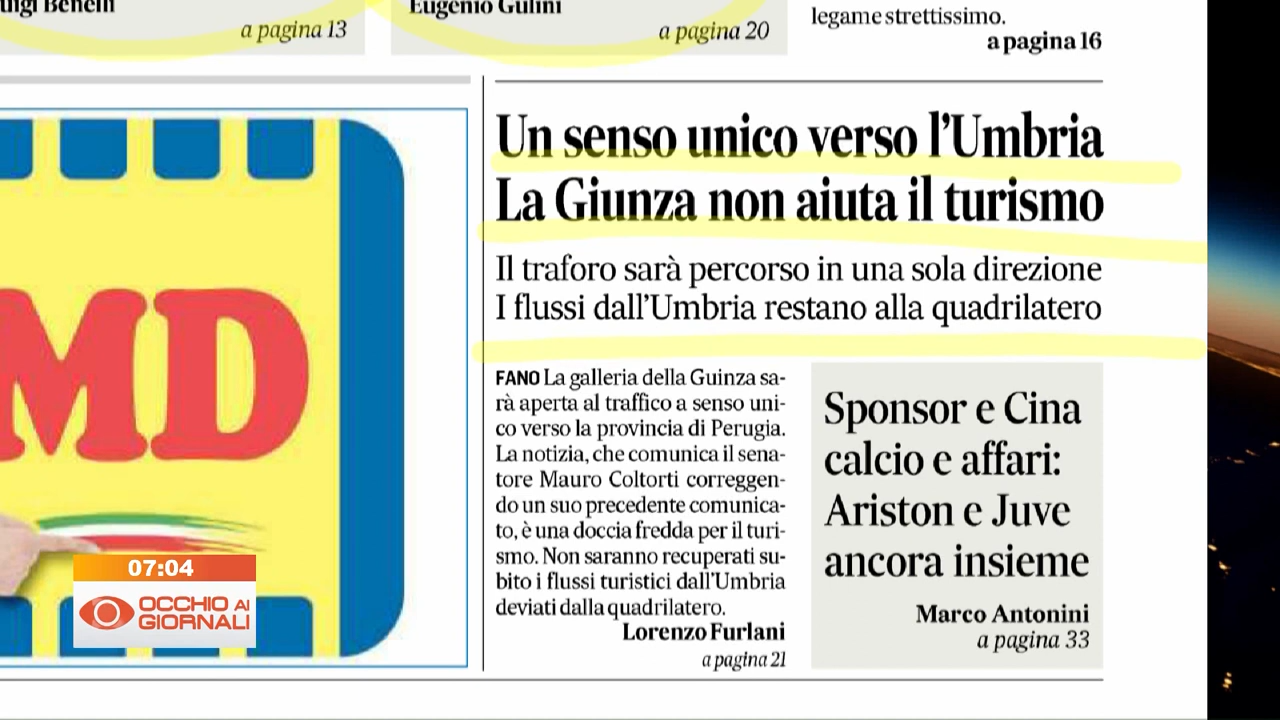 Luigi Benelli
a pagina 13
Eugenio Gulini
a pagina 20
legame strettissimo.
a pagina 16
Un senso unico verso l'Umbria
La Giunza non aiuta il turismo
Il traforo sarà percorso in una sola direzione
I flussi dall'Umbria restano alla quadrilatero
FANO La galleria della Guinza sa-
rà aperta al traffico a senso uni-
co verso la provincia di Perugia.
La notizia, che comunica il sena-
tore Mauro Coltorti correggen-
do un suo precedente comunica-
to, è una doccia fredda per il turi-
smo. Non saranno recuperati su-
bito i flussi turistici dall'Umbria
deviati dalla quadrilatero.
Lorenzo Furlani
a pagina 21
Sponsor e Cina
calcio e affari:
Ariston e Juve
ancora insieme
Marco Antonini
a pagina 33
MD
07:04
OCCHIO AI
GIORNALI